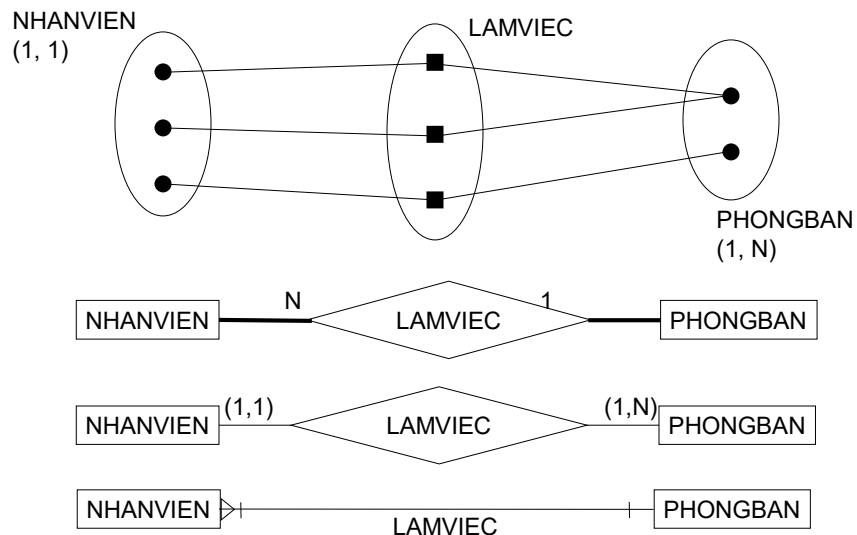 NHANVIEN
(1, 1)
LAMVIEC
PHONGBAN
(1, N)
NHANVIEN N LAMVIEC 1 PHONGBAN
NHANVIEN (1,1) LAMVIEC (1,N) PHONGBAN
NHANVIEN LAMVIEC PHONGBAN